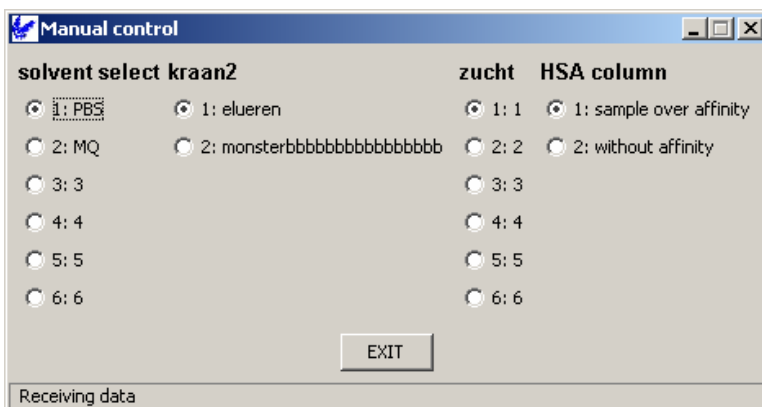 Manual control
solvent select kraan2 zucht HSA column
1: PBS 1: elueren 1: 1 1: sample over affinity
2: MQ 2: monsterbbbbbbbbbbbbbbbb 2: 2 2: without affinity
3: 3 3: 3
4: 4 4: 4
5: 5 5: 5
6: 6 6: 6
EXIT
Receiving data